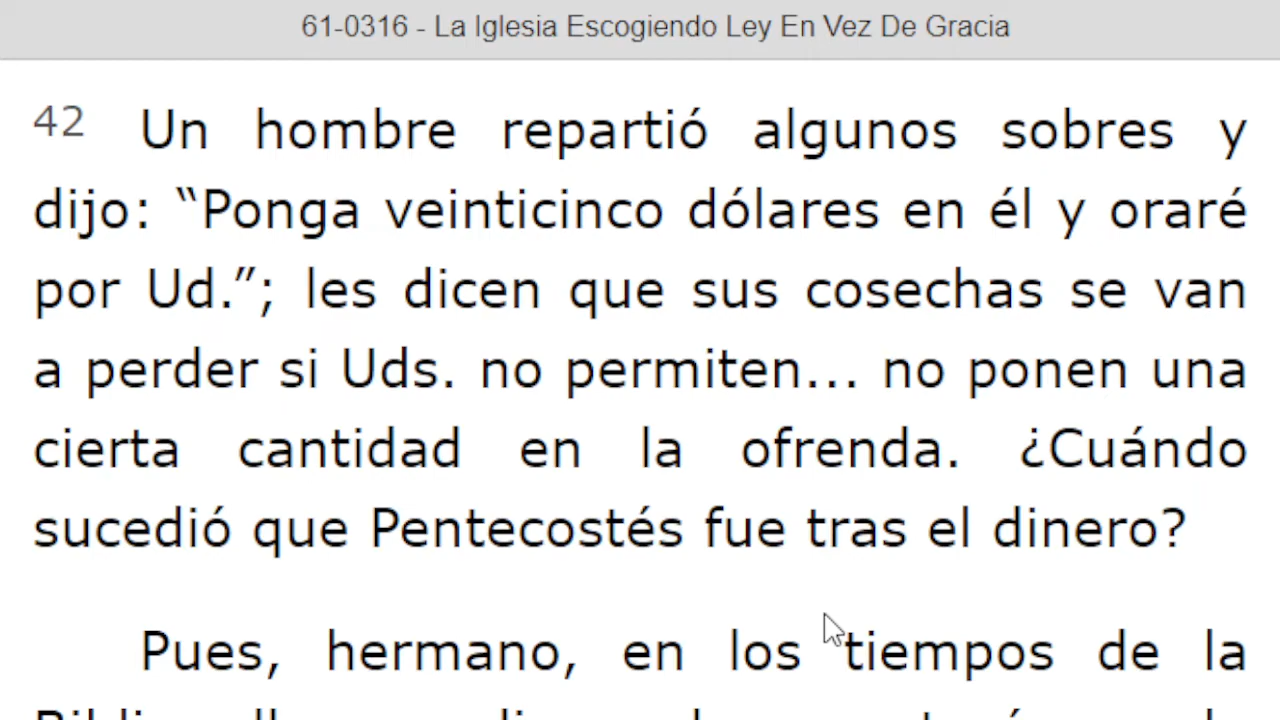 61-0316 - La Iglesia Escogiendo Ley En Vez De Gracia
42 Un hombre repartió algunos sobres y
dijo: “Ponga veinticinco dólares en él y oraré
por Ud.”; les dicen que sus cosechas se van
a perder si Uds. no permiten... no ponen una
cierta cantidad en la ofrenda. ¿Cuándo
sucedió que Pentecostés fue tras el dinero?
Pues, hermano, en los tiempos de la